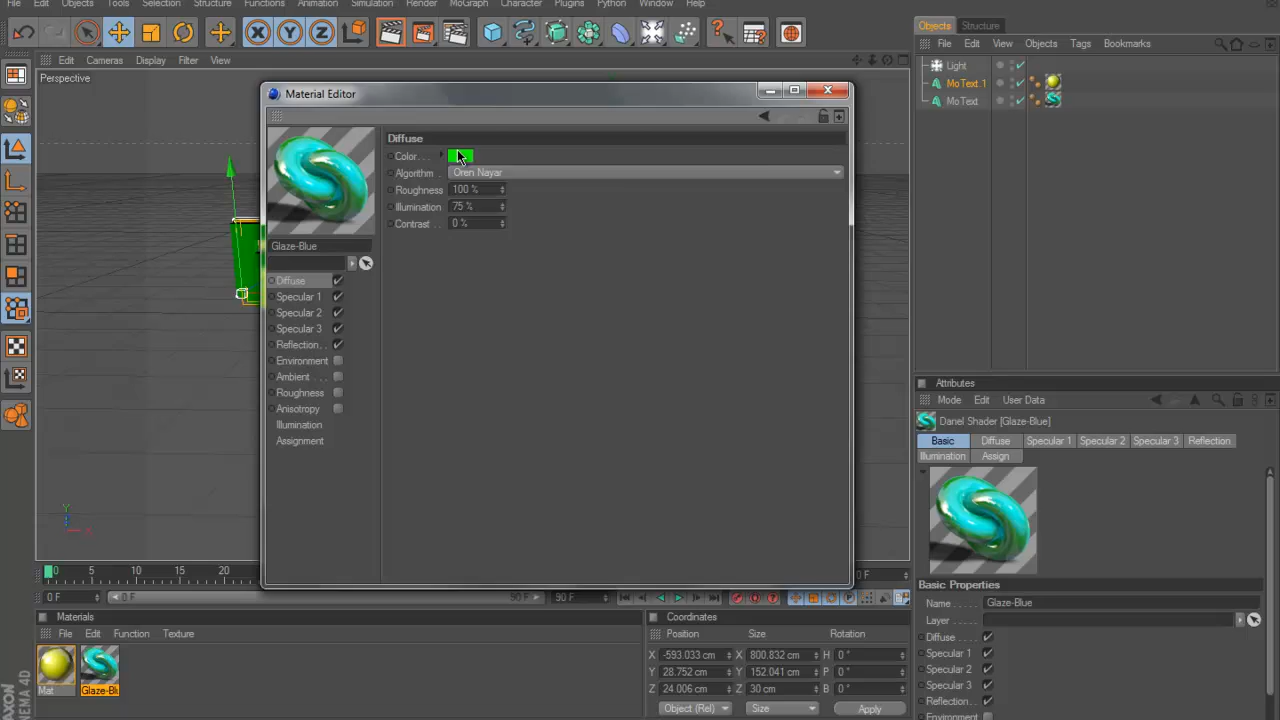 File Edit Objects Tools Selection Structure Functions Animation Simulation Render MoGraph Character Plugins Python Window Help
Edit Cameras Display Filter View
Perspective
Objects Structure
File Edit View Objects Tags Bookmarks
Light
MoText.1
MoText
Material Editor
Diffuse
Color. . .
Algorithm . Oren Nayar
Roughness 100 %
Illumination 75 %
Contrast . . 0 %
Glaze-Blue
Diffuse
Specular 1
Specular 2
Specular 3
Reflection. .
Environment
Ambient . . .
Roughness
Anisotropy
Illumination
Assignment
Attributes
Mode Edit User Data
Danel Shader [Glaze-Blue]
Basic Diffuse Specular 1 Specular 2 Specular 3 Reflection
Illumination Assign
Basic Properties
Name . . . . . Glaze-Blue
Layer . . . . .
Diffuse . . . .
Specular 1
Specular 2
Specular 3
Reflection. .
Environment
Y
X
0 5 10 15 20 0 F
0 F 0 F 90 F 90 F
Materials
File Edit Function Texture
Mat Glaze-Blu
Coordinates
Position Size Rotation
X -593.033 cm X 800.832 cm H 0 °
Y 28.752 cm Y 152.041 cm P 0 °
Z 24.006 cm Z 30 cm B 0 °
Object (Rel) Size Apply